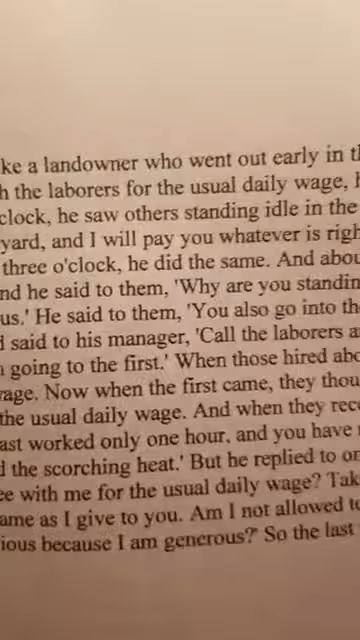 ke a landowner who went out early in th
h the laborers for the usual daily wage, h
clock, he saw others standing idle in the
yard, and I will pay you whatever is righ
three o'clock, he did the same. And abou
nd he said to them, 'Why are you standin
us.' He said to them, 'You also go into th
d said to his manager, 'Call the laborers a
n going to the first.' When those hired abo
age. Now when the first came, they thou
the usual daily wage. And when they rece
ast worked only one hour, and you have
d the scorching heat.' But he replied to on
ee with me for the usual daily wage? Tak
ame as I give to you. Am I not allowed to
ious because I am generous?' So the last